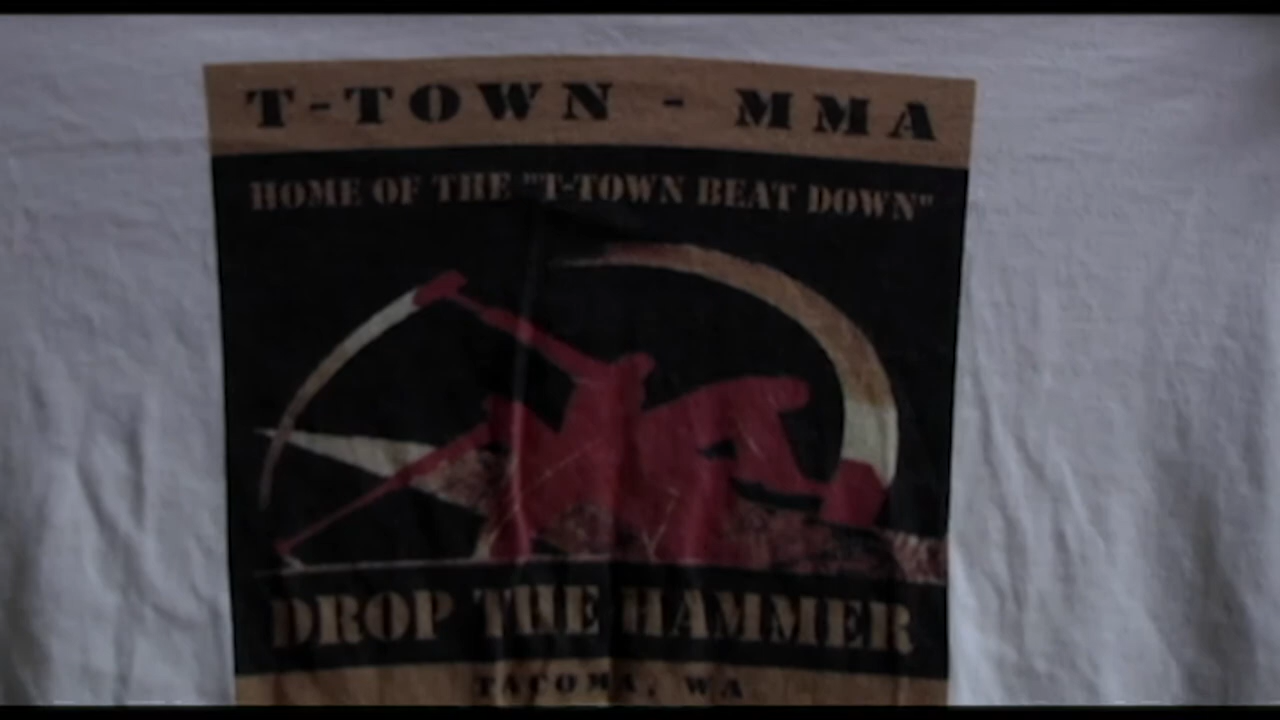 T-TOWN - MMA
HOME OF THE "T-TOWN BEAT DOWN"
DROP THE HAMMER
TACOMA, WA